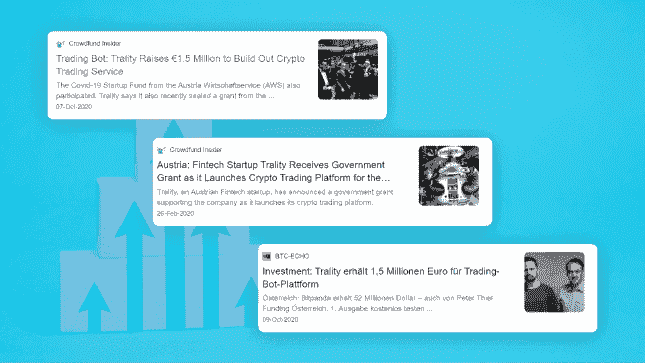 Crowdfund Insider
Trading Bot: Trality Raises €1.5 Million to Build Out Crypto
Trading Service
The Covid-19 Startup Fund from the Austria Wirtschaftservice (AWS) also
participated. Trality says it also recently sealed a grant from the ...
07-Oct-2020
Crowdfund Insider
Austria: Fintech Startup Trality Receives Government
Grant as it Launches Crypto Trading Platform for the...
Trality, an Austrian Fintech startup, has announced a government grant
supporting the company as it launches its crypto trading platform.
26-Feb-2020
BTC-ECHO
Investment: Trality erhält 1,5 Millionen Euro für Trading-
Bot-Plattform
Österreich: Bitpanda erhält 52 Millionen Dollar – auch von Peter Thiel
Funding Österreich. 1. Ausgabe kostenlos testen ...
09-Oct-2020